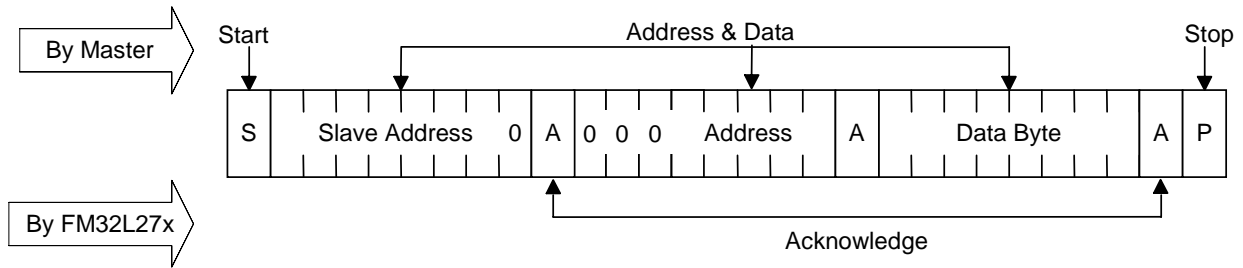 By Master
Start
Address & Data
Stop
S Slave Address 0 A 0 0 0 Address A Data Byte A P
By FM32L27x
Acknowledge